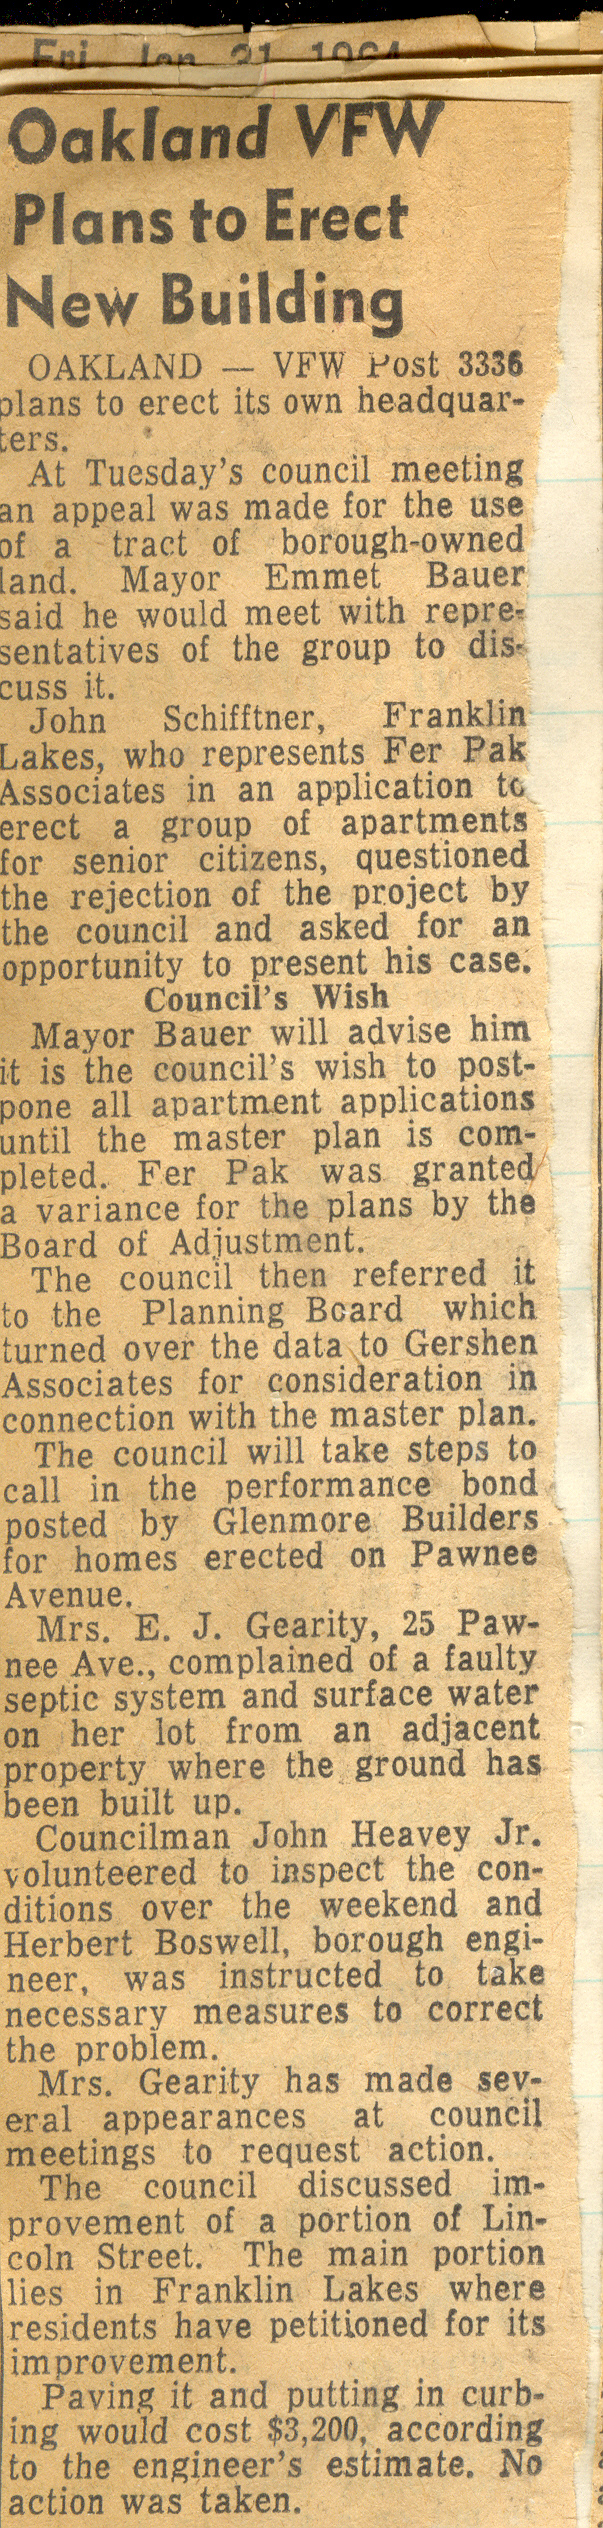 Fri. Jan 31 1964
Oakland VFW
Plans to Erect
New Building
OAKLAND — VFW Post 3336
plans to erect its own headquar-
ters.
At Tuesday's council meeting
an appeal was made for the use
of a tract of borough-owned
land. Mayor Emmet Bauer
said he would meet with repre-
sentatives of the group to dis-
cuss it.
John Schifftner, Franklin
Lakes, who represents Fer Pak
Associates in an application to
erect a group of apartments
for senior citizens, questioned
the rejection of the project by
the council and asked for an
opportunity to present his case.
Council's Wish
Mayor Bauer will advise him
it is the council's wish to post-
pone all apartment applications
until the master plan is com-
pleted. Fer Pak was granted
a variance for the plans by the
Board of Adjustment.
The council then referred it
to the Planning Board which
turned over the data to Gershen
Associates for consideration in
connection with the master plan.
The council will take steps to
call in the performance bond
posted by Glenmore Builders
for homes erected on Pawnee
Avenue.
Mrs. E. J. Gearity, 25 Paw-
nee Ave., complained of a faulty
septic system and surface water
on her lot from an adjacent
property where the ground has
been built up.
Councilman John Heavey Jr.
volunteered to inspect the con-
ditions over the weekend and
Herbert Boswell, borough engi-
neer, was instructed to take
necessary measures to correct
the problem.
Mrs. Gearity has made sev-
eral appearances at council
meetings to request action.
The council discussed im-
provement of a portion of Lin-
coln Street. The main portion
lies in Franklin Lakes where
residents have petitioned for its
improvement.
Paving it and putting in curb-
ing would cost $3,200, according
to the engineer's estimate. No
action was taken.